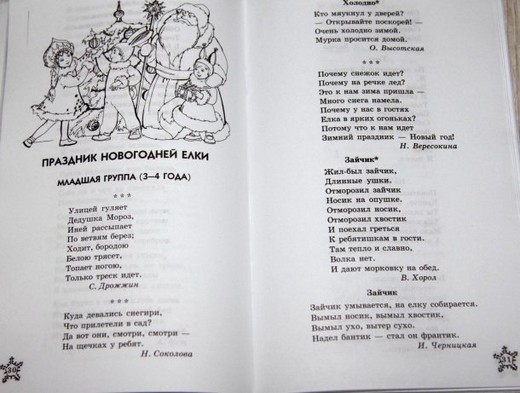 ПРАЗДНИК НОВОГОДНЕЙ ЕЛКИ
МЛАДШАЯ ГРУППА (3–4 ГОДА)
***
Улицей гуляет
Дедушка Мороз,
Иней рассыпает
По ветвям берез;
Ходит, бородою
Белою трясет,
Топает ногою,
Только треск идет.
С. Дрожжин
***
Куда девались снегири,
Что прилетели в сад?
Да вот они, смотри, смотри —
На щечках у ребят.
Н. Соколова
30
Холодно*
Кто мяукнул у дверей?
— Открывайте поскорей! —
Очень холодно зимой.
Мурка просится домой.
О. Высотская
***
Почему снежок идет?
Почему на речке лед?
Это к нам зима пришла —
Много снега намела.
Почему у нас в гостях
Елка в ярких огоньках?
Потому что к нам идет
Зимний праздник — Новый год!
Н. Вересокина
Зайчик*
Жил-был зайчик,
Длинные ушки.
Отморозил зайчик
Носик на опушке.
Отморозил носик,
Отморозил хвостик
И поехал греться
К ребятишкам в гости.
Там тепло и славно,
Волка нет.
И дают морковку на обед.
В. Хорол
Зайчик
Зайчик умывается, на елку собирается.
Вымыл носик, вымыл хвостик,
Вымыл ухо, вытер сухо.
Надел бантик — стал он франтик.
И. Черницкая
31